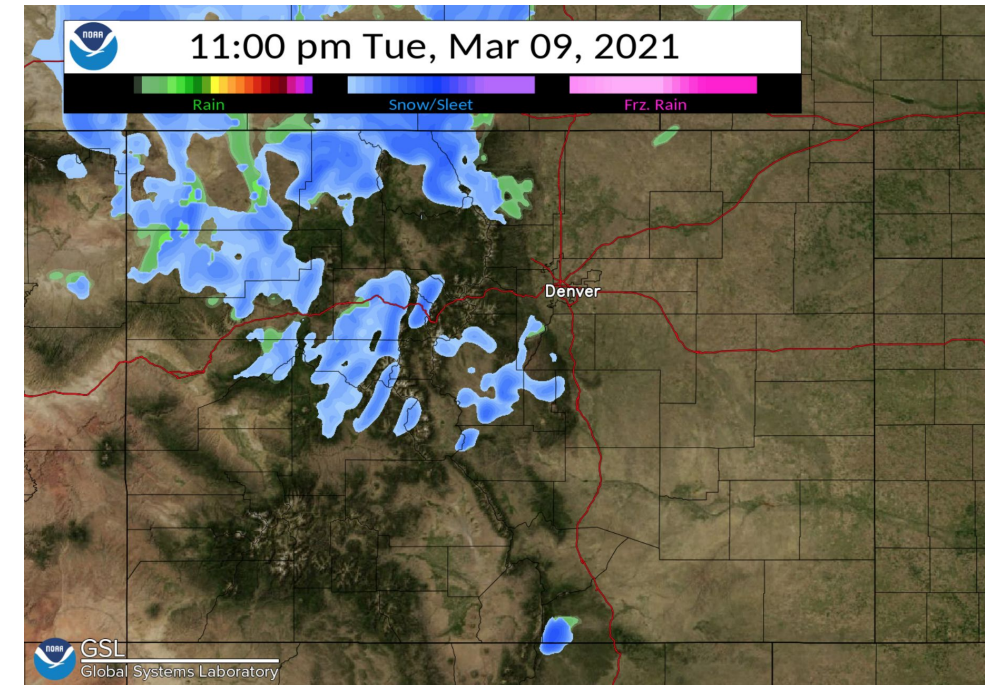 NOAA
11:00 pm Tue, Mar 09, 2021
Rain
Snow/Sleet
Frz. Rain
Denver
NOAA
GSL
Global Systems Laboratory